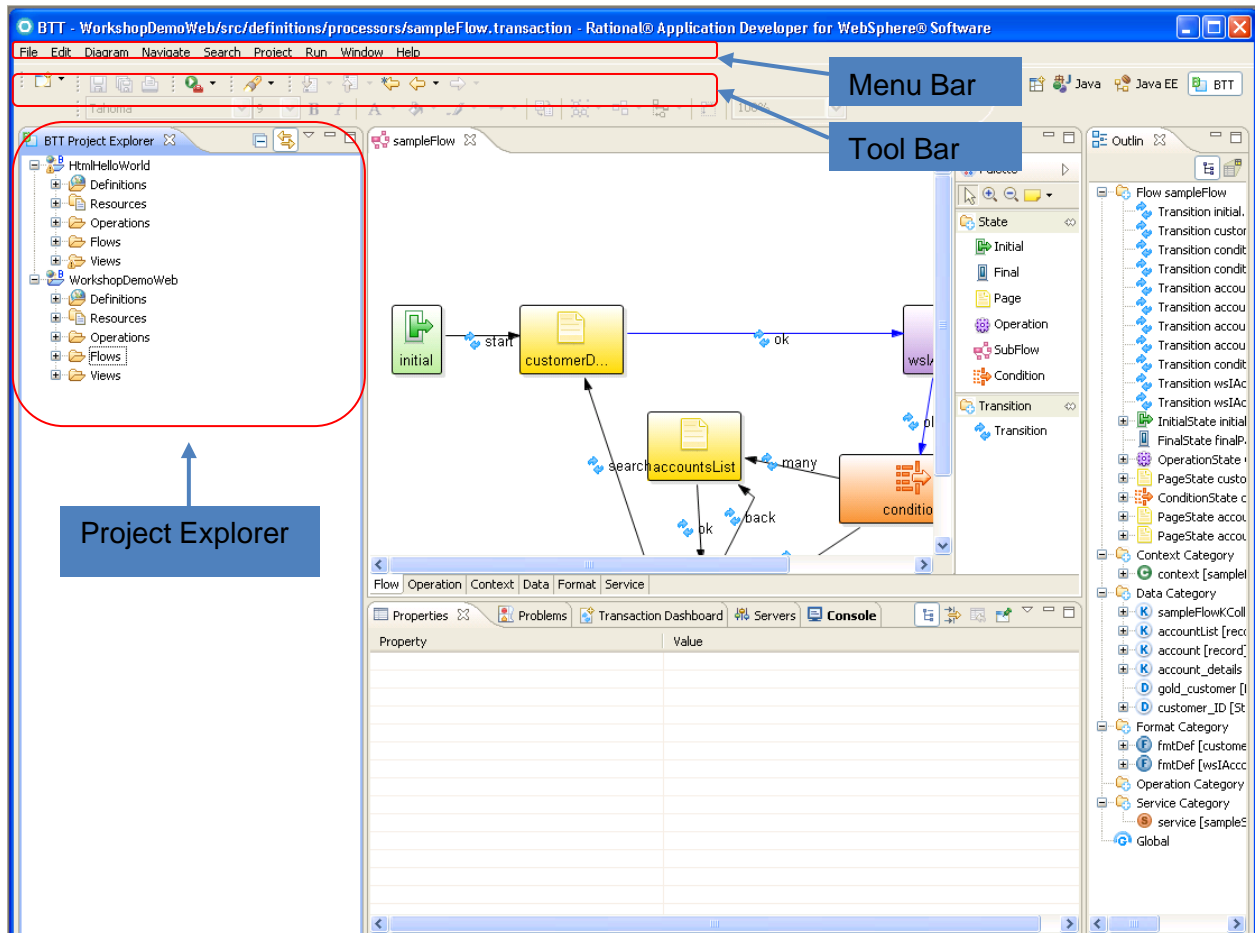 BTT - WorkshopDemoWeb/src/definitions/processors/sampleFlow.transaction - Rational® Application Developer for WebSphere® Software
File Edit Diagram Navigate Search Project Run Window Help
Menu Bar
Java Java EE BTT
Tahoma 9 B I A 100%
Tool Bar
BTT Project Explorer
HtmlHelloWorld
Definitions
Resources
Operations
Flows
Views
WorkshopDemoWeb
Definitions
Resources
Operations
Flows
Views
Project Explorer
sampleFlow
initial
start
customerD...
ok
wsI
search
accountsList
many
conditio
ok
back
Palette
State
Initial
Final
Page
Operation
SubFlow
Condition
Transition
Transition
Flow Operation Context Data Format Service
Properties Problems Transaction Dashboard Servers Console
Property Value
Outlin
Flow sampleFlow
Transition initial.
Transition custor
Transition condit
Transition condit
Transition accou
Transition accou
Transition accou
Transition accou
Transition condit
Transition wsIAc
Transition wsIAc
InitialState initial
FinalState finalP
OperationState
PageState custo
ConditionState c
PageState accou
PageState accou
Context Category
C context [sample
Data Category
K sampleFlowKColl
K accountList [reco
K account [record]
K account_details
D gold_customer [
D customer_ID [St
Format Category
F fmtDef [custome
F fmtDef [wsIAcco
Operation Category
Service Category
S service [sampleS
Global